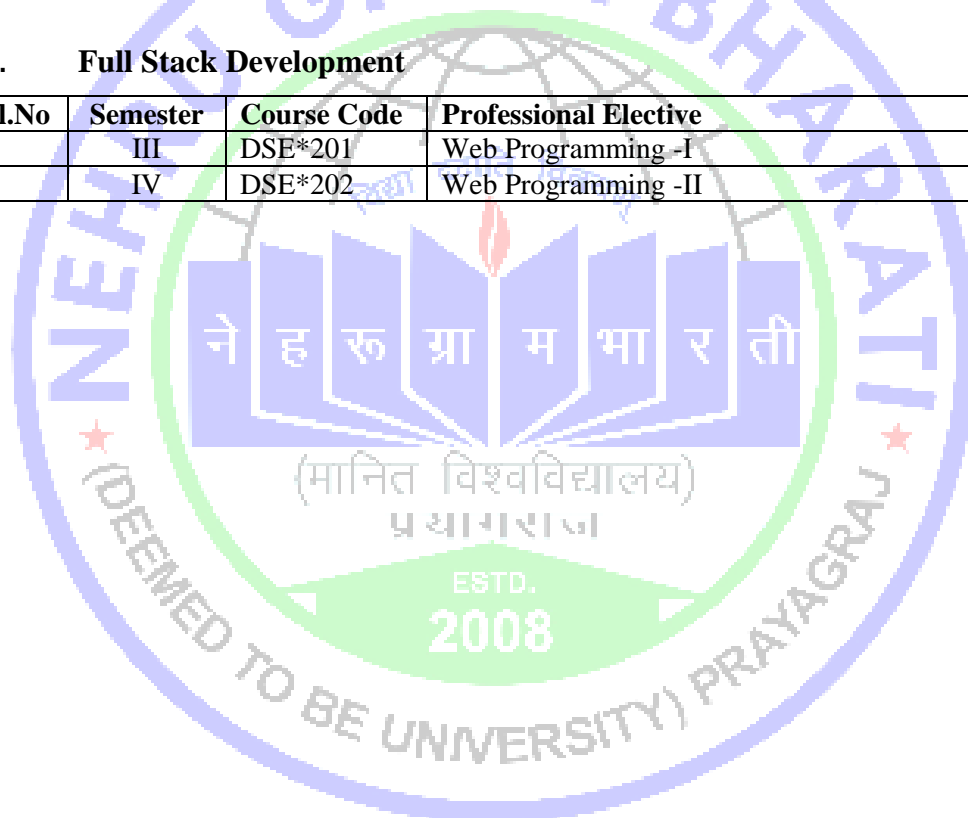 . Full Stack Development
l.No Semester Course Code Professional Elective
III DSE*201 Web Programming -I
IV DSE*202 Web Programming -II
NEHRU BHARATI
ने ह रू ग्रा म भा र ती
(मानित विश्वविद्यालय)
प्रयागराज
ESTD.
2008
(DEEMED TO BE UNIVERSITY) PRAYAGRAJ